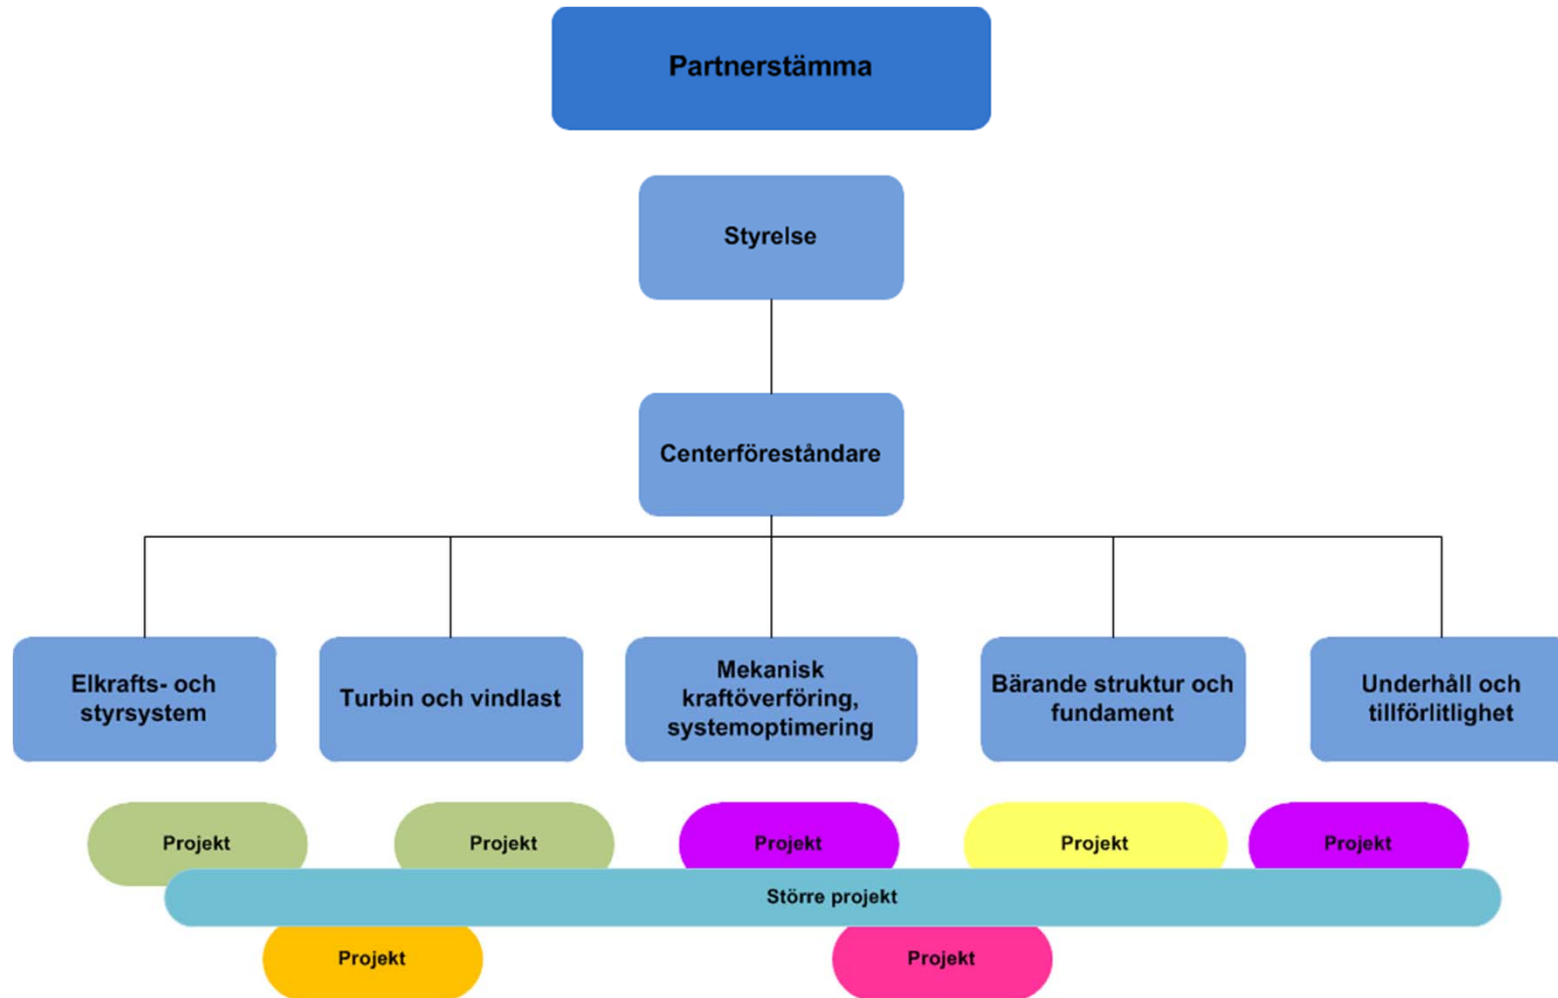 Partnerstämma
Styrelse
Centerföreståndare
Elkrafts- och
styrsystem
Turbin och vindlast
Mekanisk
kraftöverföring,
systemoptimering
Bärande struktur och
fundament
Underhåll och
tillförlitlighet
Projekt
Projekt
Projekt
Projekt
Projekt
Större projekt
Projekt
Projekt